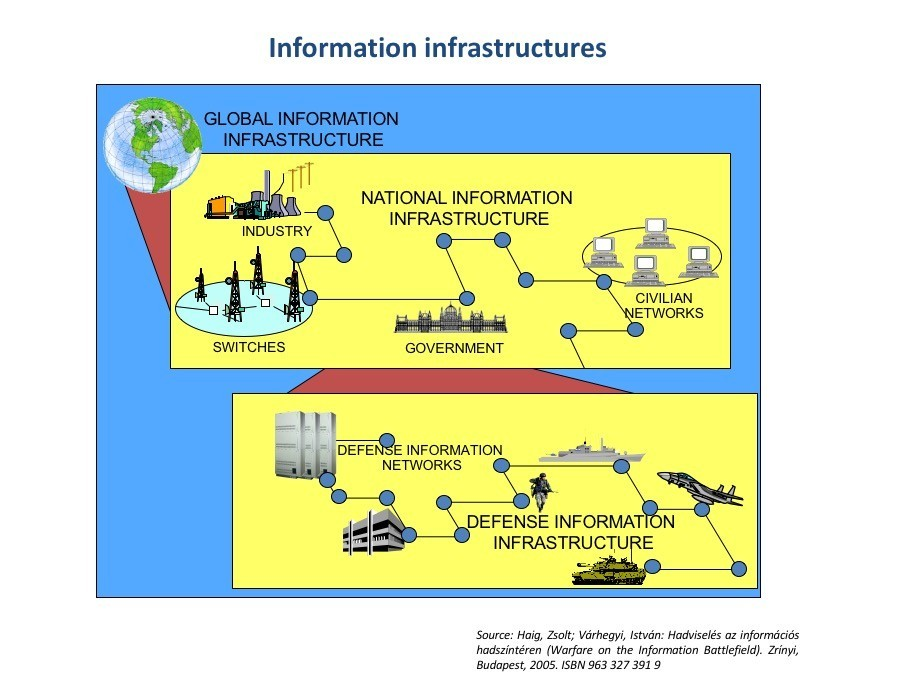 Information infrastructures
GLOBAL INFORMATION
INFRASTRUCTURE
NATIONAL INFORMATION
INFRASTRUCTURE
INDUSTRY
CIVILIAN
NETWORKS
SWITCHES
GOVERNMENT
DEFENSE INFORMATION
NETWORKS
DEFENSE INFORMATION
INFRASTRUCTURE
Source: Haig, Zsolt; Várhegyi, István: Hadviselés az információs
hadszíntéren (Warfare on the Information Battlefield). Zrínyi,
Budapest, 2005. ISBN 963 327 391 9